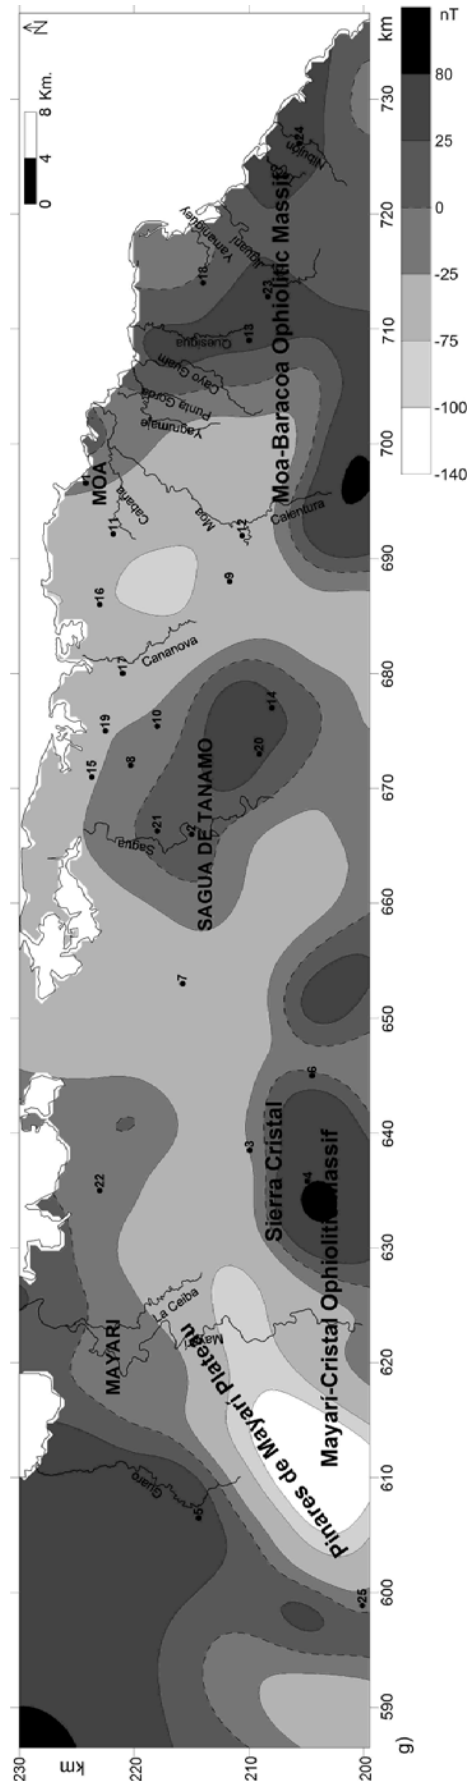 N
0 4 8 Km.
230
220
210
200
km
g)
590 600 610 620 630 640 650 660 670 680 690 700 710 720 730 km
nT
80
25
0
-25
-75
-100
-140
MAYARI
Guaro
La Ceiba
Pinares de Mayari Plateau
Mayari-Cristal Ophiolitic Massif
Sierra Cristal
SAGUA DE TANAMO
Sagua
Cananova
MOA
Cabaña
Moa
Calentura
Yagrumaje
Punta Gorda
Cayo Guam
Quesigua
Yamanigüey
Jiguaní
Nibujón
Moa-Baracoa Ophiolitic Massif
1
2
3
4
5
6
7
8
9
10
11
12
13
14
15
16
17
18
19
20
21
22
23
24
25